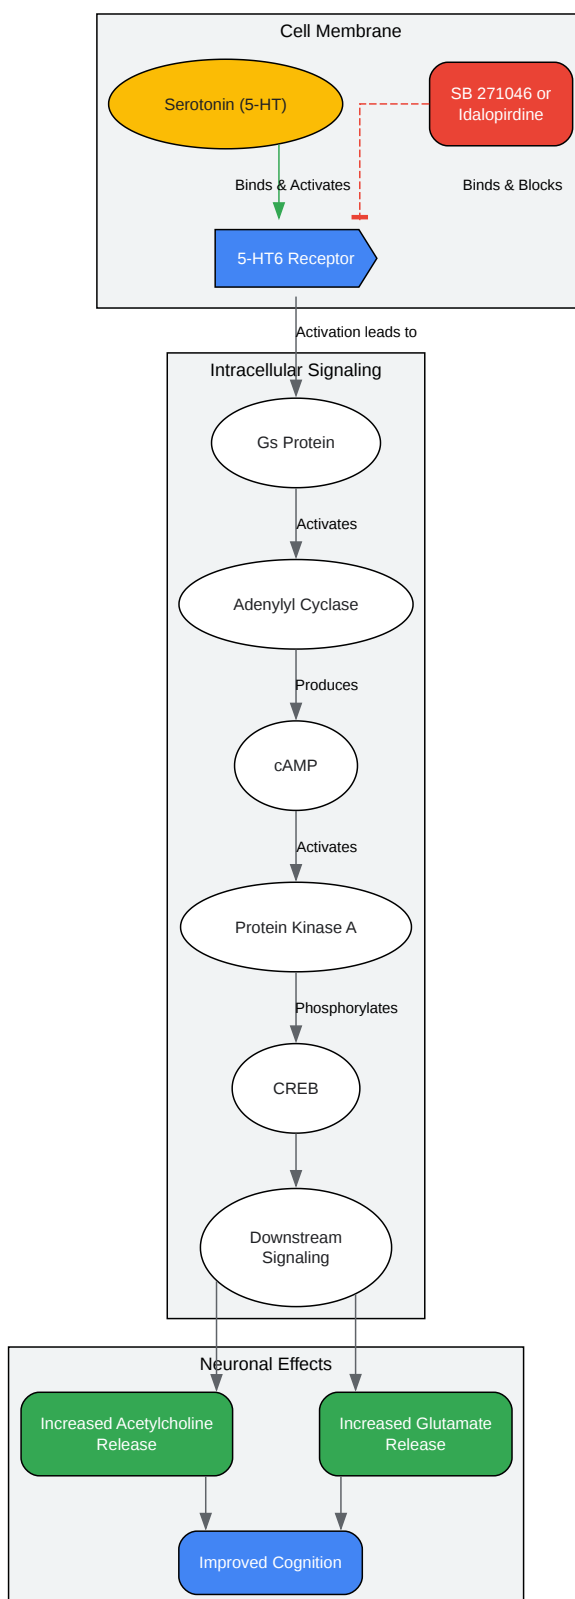 Cell Membrane
Serotonin (5-HT)
SB 271046 or
Idalopirdine
Binds & Activates
Binds & Blocks
5-HT6 Receptor
Activation leads to
Intracellular Signaling
Gs Protein
Activates
Adenylyl Cyclase
Produces
cAMP
Activates
Protein Kinase A
Phosphorylates
CREB
Downstream
Signaling
Neuronal Effects
Increased Acetylcholine
Release
Increased Glutamate
Release
Improved Cognition